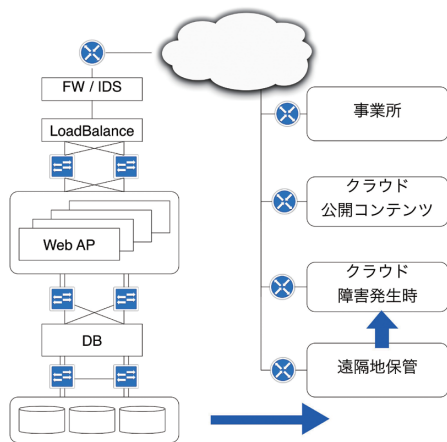 FW / IDS
LoadBalance
Web AP
DB
事業所
クラウド
公開コンテンツ
クラウド
障害発生時
遠隔地保管